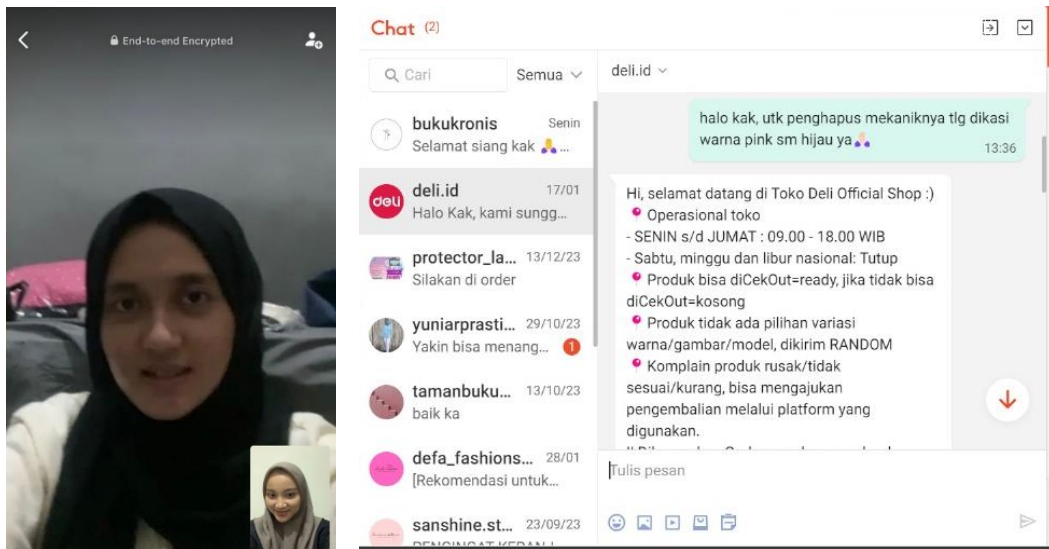 End-to-end Encrypted
Chat (2)
Cari
Semua
deli.id
bukukronis
Senin
Selamat siang kak 🙏 ...
deli
deli.id
17/01
Halo Kak, kami sungg...
protector_la...
13/12/23
Silakan di order
yuniarprasti...
29/10/23
Yakin bisa menang...
1
tamanbuku...
13/10/23
baik ka
defa_fashions...
28/01
[Rekomendasi untuk...
sanshine.st...
23/09/23
halo kak, utk penghapus mekaniknya tlg dikasi
warna pink sm hijau ya🙏🏻
13:36
Hi, selamat datang di Toko Deli Official Shop :)
📍 Operasional toko
- SENIN s/d JUMAT : 09.00 - 18.00 WIB
- Sabtu, minggu dan libur nasional: Tutup
📍 Produk bisa diCekOut=ready, jika tidak bisa
diCekOut=kosong
📍 Produk tidak ada pilihan variasi
warna/gambar/model, dikirim RANDOM
📍 Komplain produk rusak/tidak
sesuai/kurang, bisa mengajukan
pengembalian melalui platform yang
digunakan.
Tulis pesan